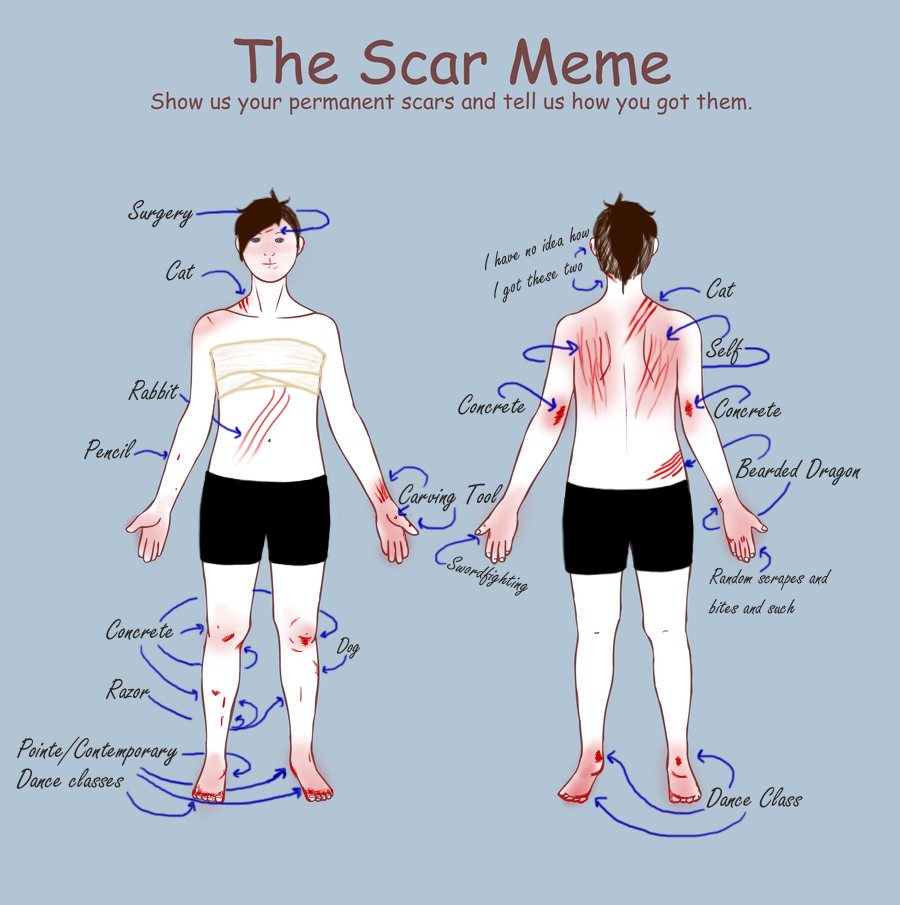 The Scar Meme
Show us your permanent scars and tell us how you got them.
Surgery
Cat
Rabbit
Pencil
Carving Tool
Concrete
Dog
Razor
Pointe/Contemporary
Dance classes
I have no idea how
I got these two
Cat
Self
Concrete
Concrete
Bearded Dragon
Swordfighting
Random scrapes and
bites and such
Dance Class